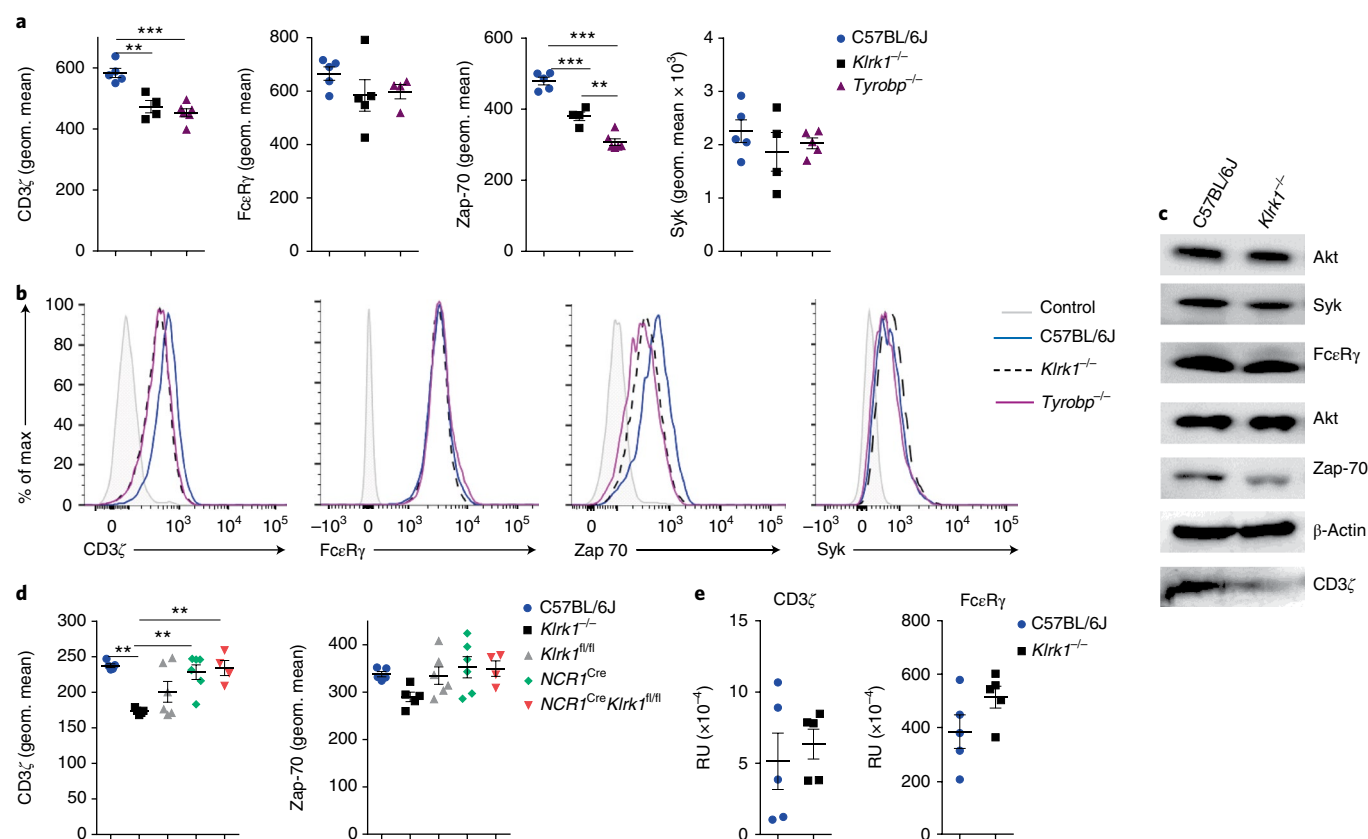 a
CD3ζ (geom. mean)
600
400
200
0
***
**
FcεRγ (geom. mean)
800
600
400
200
0
Zap-70 (geom. mean)
600
400
200
0
***
***
**
Syk (geom. mean × 10³)
4
3
2
1
0
C57BL/6J
Klrk1⁻/⁻
Tyrobp⁻/⁻
b
% of max
100
80
60
40
20
0
0 10³ 10⁴ 10⁵
CD3ζ
−10³ 0 10³ 10⁴ 10⁵
FcεRγ
0 10³ 10⁴ 10⁵
Zap 70
−10³ 0 10³ 10⁴ 10⁵
Syk
Control
C57BL/6J
Klrk1⁻/⁻
Tyrobp⁻/⁻
c
C57BL/6J
Klrk1⁻/⁻
Akt
Syk
FcεRγ
Akt
Zap-70
β-Actin
CD3ζ
d
CD3ζ (geom. mean)
300
250
200
150
100
50
0
**
**
**
Zap-70 (geom. mean)
400
300
200
100
0
C57BL/6J
Klrk1⁻/⁻
Klrk1ᶠˡ/ᶠˡ
NCR1ᶜʳᵉ
NCR1ᶜʳᵉKlrk1ᶠˡ/ᶠˡ
e
CD3ζ
RU (×10⁻⁴)
15
10
5
0
FcεRγ
RU (×10⁻⁴)
800
600
400
200
0
C57BL/6J
Klrk1⁻/⁻